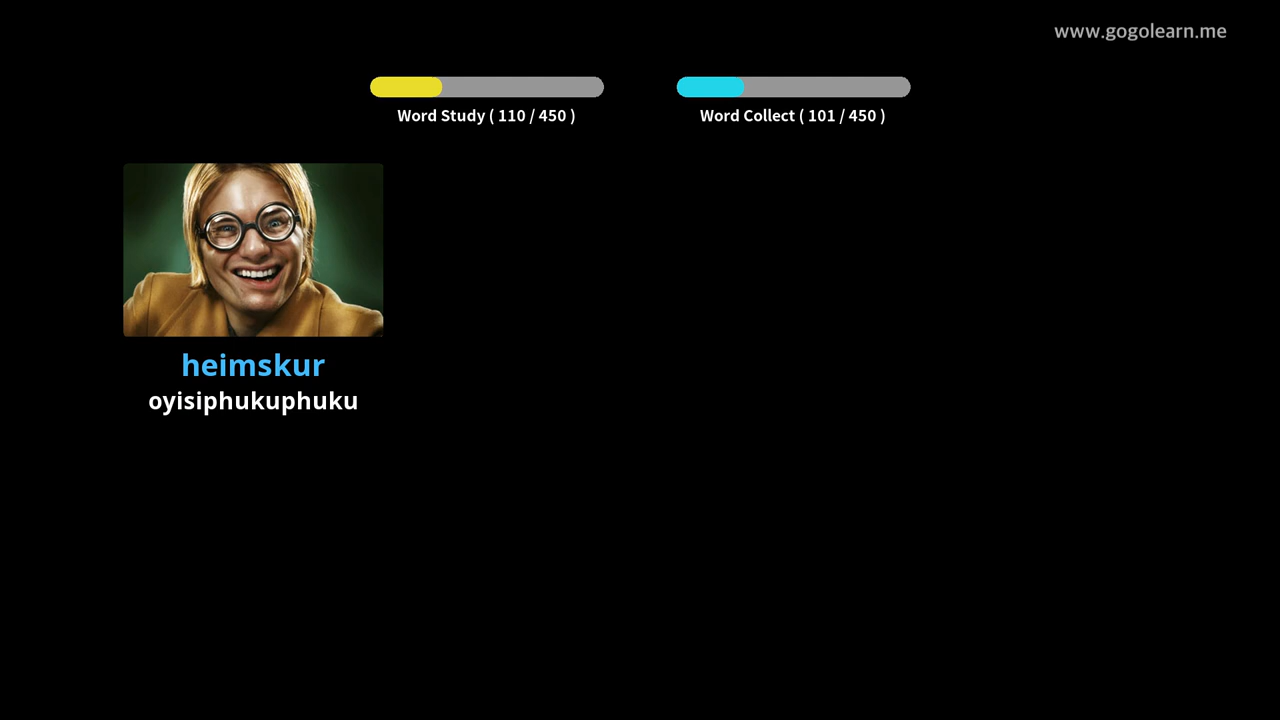 www.gogolearn.me
Word Study ( 110 / 450 )
Word Collect ( 101 / 450 )
heimskur
oyisiphukuphuku